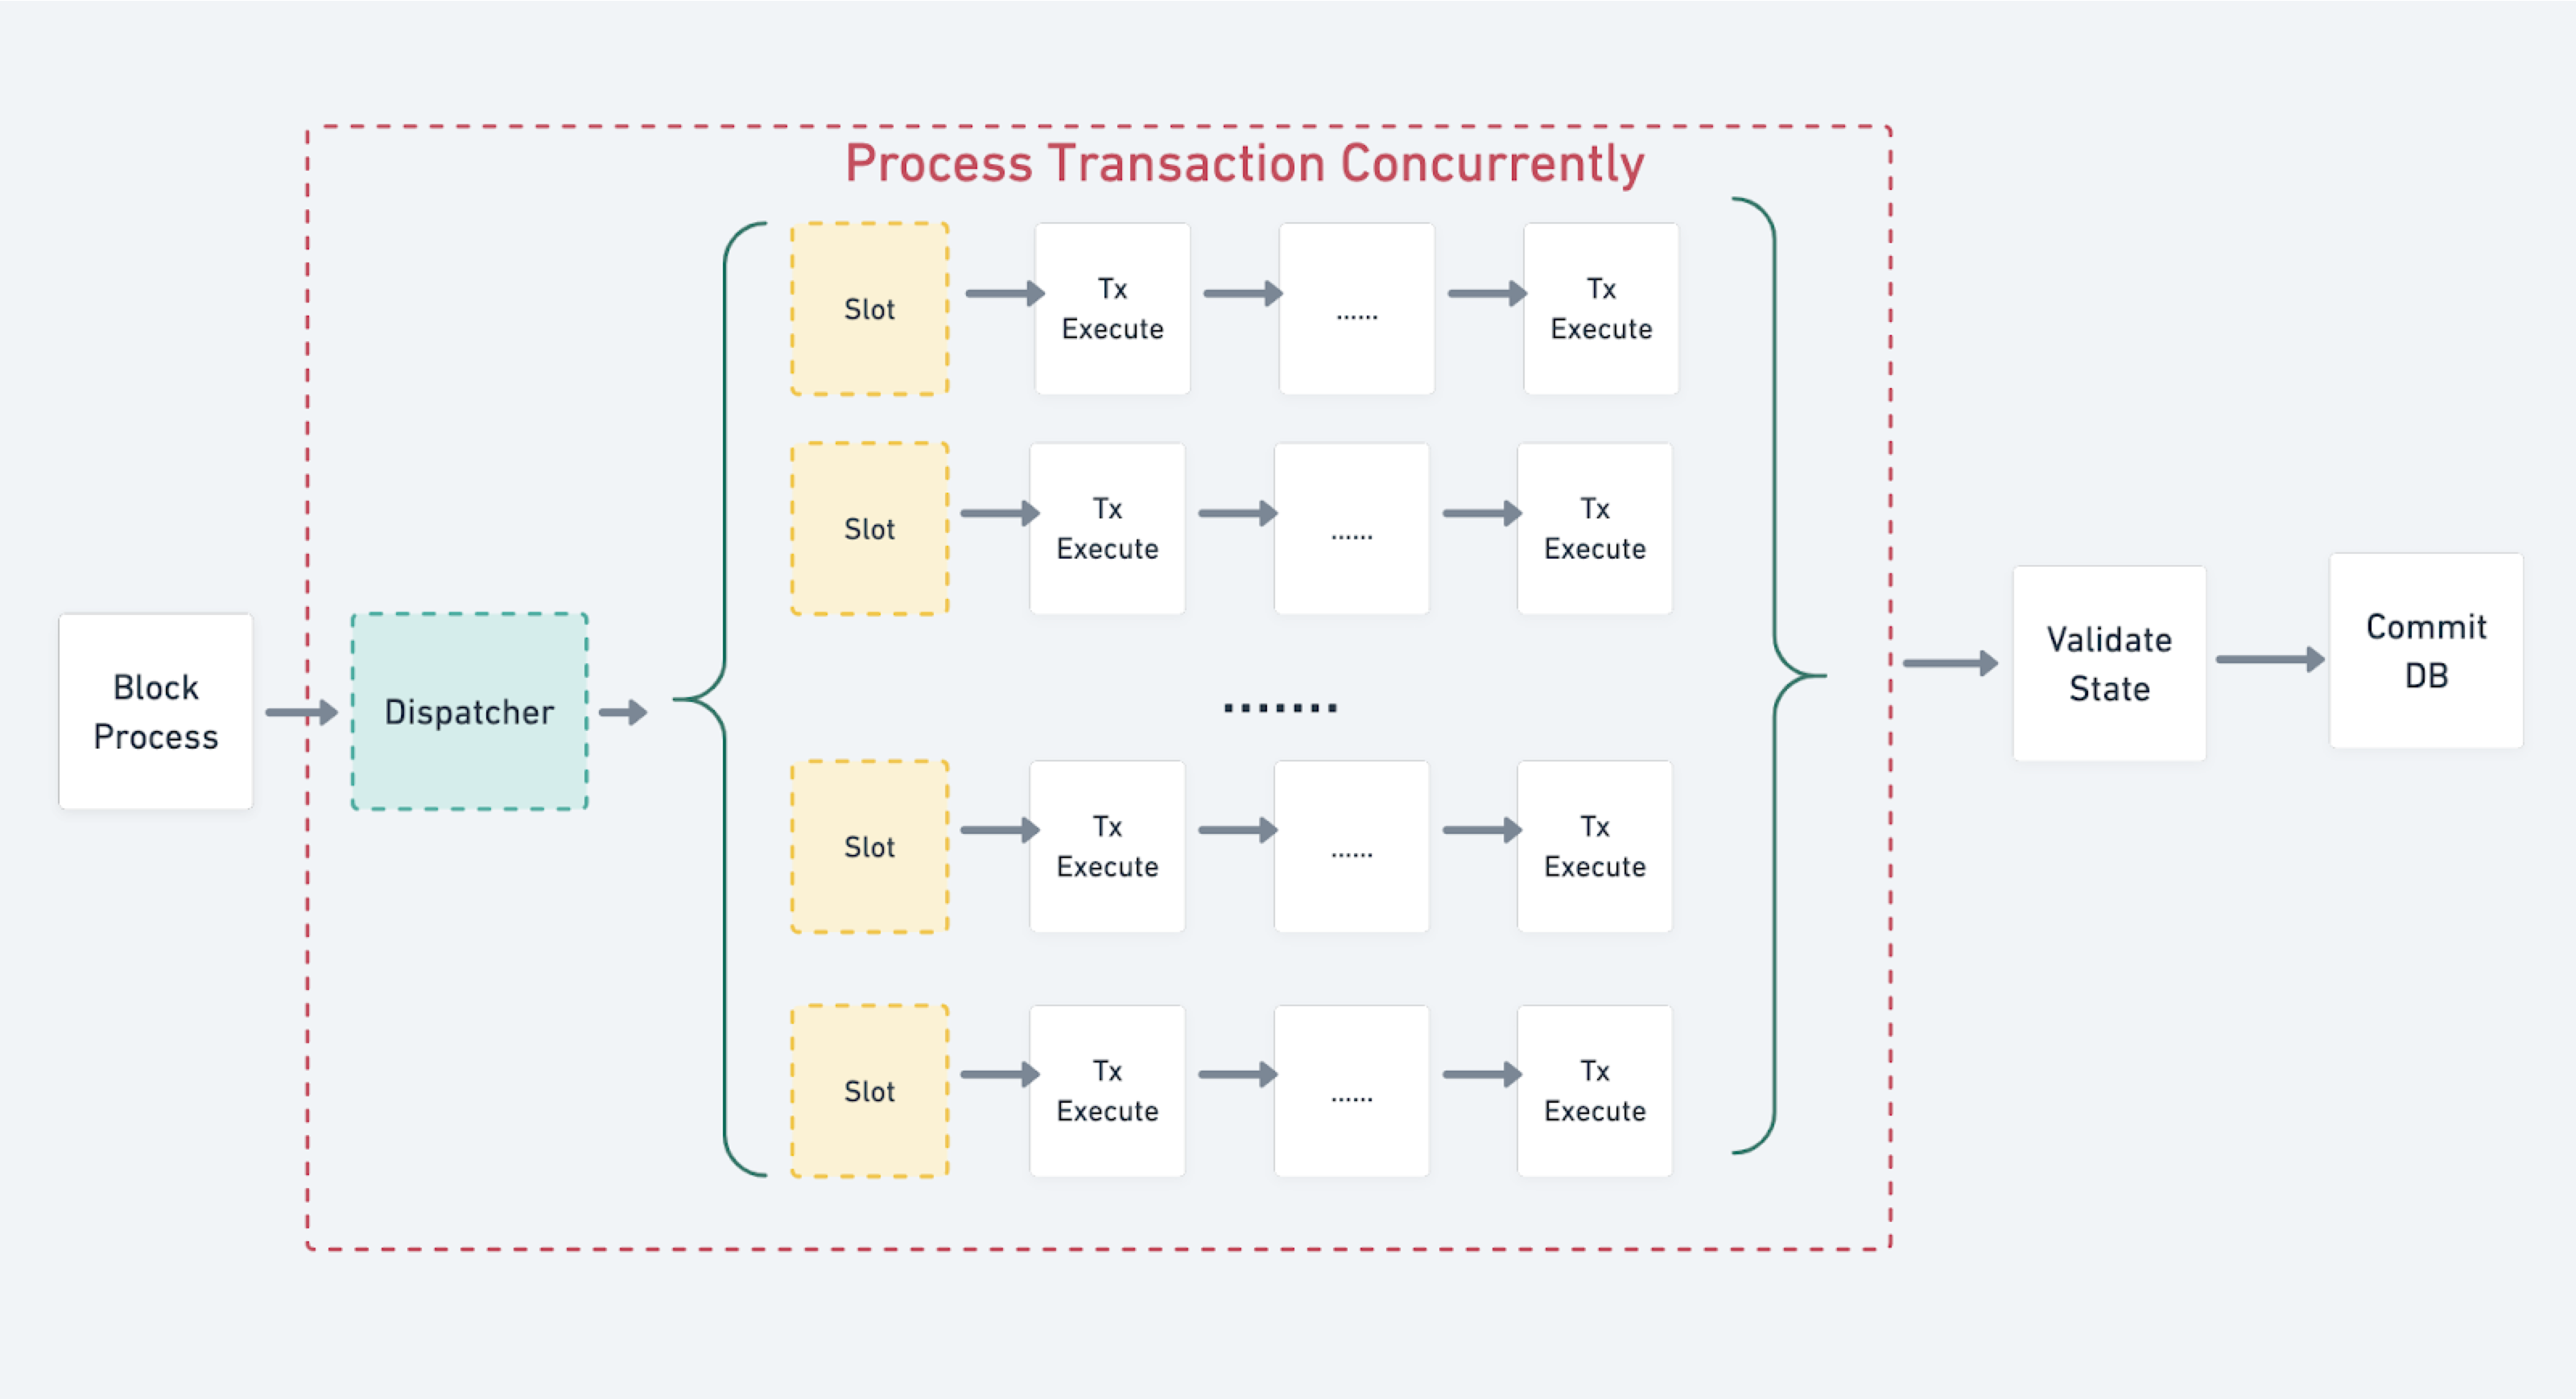 Process Transaction Concurrently
Slot
Tx
Execute
......
Tx
Execute
Slot
Tx
Execute
......
Tx
Execute
Block
Process
Dispatcher
.......
Validate
State
Commit
DB
Slot
Tx
Execute
......
Tx
Execute
Slot
Tx
Execute
......
Tx
Execute